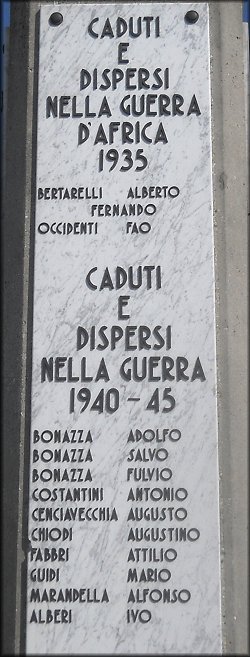 CADUTI
E
DISPERSI
NELLA GUERRA
D'AFRICA
1935
BERTARELLI ALBERTO
FERNANDO
OCCIDENTI FAO
CADUTI
E
DISPERSI
NELLA GUERRA
1940-45
BONAZZA ADOLFO
BONAZZA SALVO
BONAZZA FULVIO
COSTANTINI ANTONIO
CENCIAVECCHIA AUGUSTO
CHIODI AUGUSTINO
FABBRI ATTILIO
GUIDI MARIO
MARANDELLA ALFONSO
ALBERI IVO